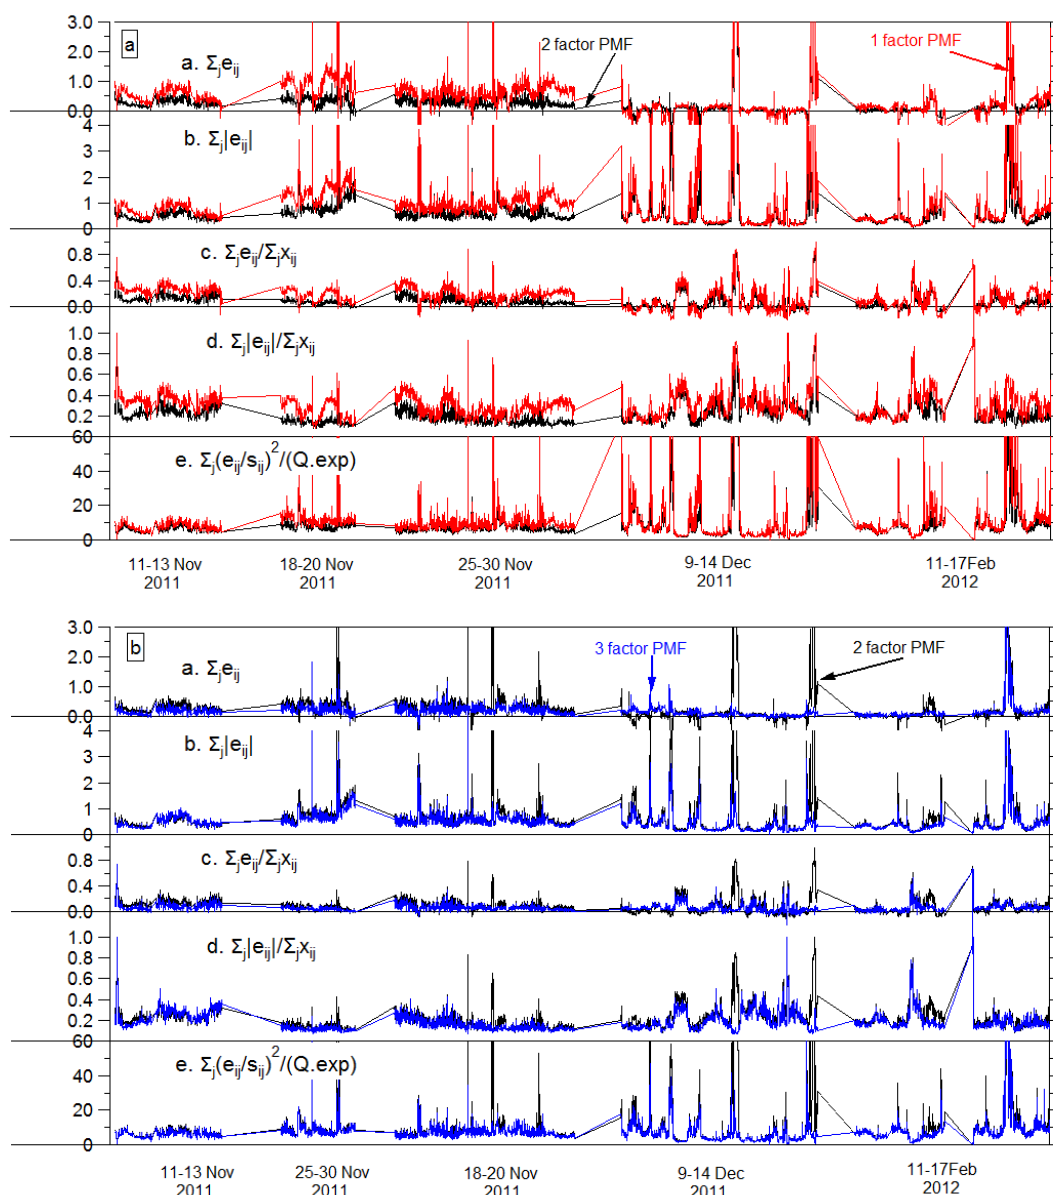 a
3.0
2.0
1.0
0.0
a. Σjeij
2 factor PMF
1 factor PMF
4
3
2
1
0
b. Σj|eij|
0.8
0.4
0.0
c. Σjeij/Σjxij
1.0
0.8
0.6
0.4
0.2
d. Σj|eij|/Σjxij
60
40
20
0
e. Σj(eij/sij)2/(Q.exp)
11-13 Nov 2011
18-20 Nov 2011
25-30 Nov 2011
9-14 Dec 2011
11-17Feb 2012
b
3.0
2.0
1.0
0.0
a. Σjeij
3 factor PMF
2 factor PMF
4
3
2
1
0
b. Σj|eij|
0.8
0.4
0.0
c. Σjeij/Σjxij
1.0
0.8
0.6
0.4
0.2
d. Σj|eij|/Σjxij
60
40
20
0
e. Σj(eij/sij)2/(Q.exp)
11-13 Nov 2011
25-30 Nov 2011
18-20 Nov 2011
9-14 Dec 2011
11-17Feb 2012